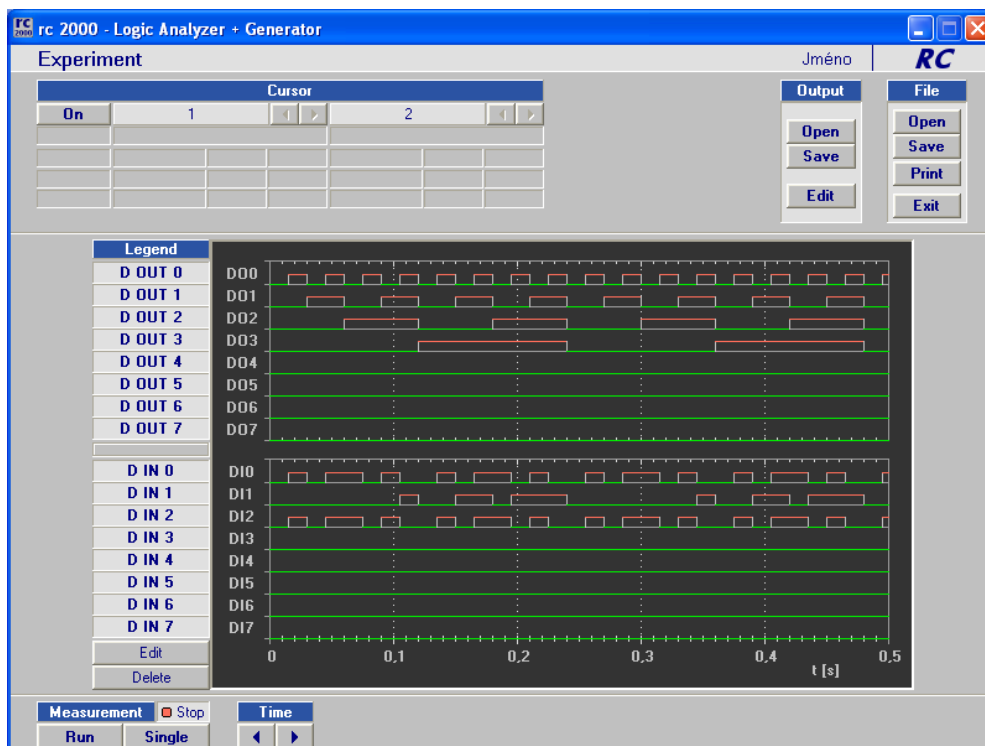 rc 2000 rc 2000 - Logic Analyzer + Generator
Experiment Jméno RC
Cursor
On 1 2
Output
Open
Save
Edit
File
Open
Save
Print
Exit
Legend
D OUT 0 DO0
D OUT 1 DO1
D OUT 2 DO2
D OUT 3 DO3
D OUT 4 DO4
D OUT 5 DO5
D OUT 6 DO6
D OUT 7 DO7
D IN 0 DI0
D IN 1 DI1
D IN 2 DI2
D IN 3 DI3
D IN 4 DI4
D IN 5 DI5
D IN 6 DI6
D IN 7 DI7
Edit
Delete
0 0,1 0,2 0,3 0,4 0,5
t [s]
Measurement Stop Time
Run Single